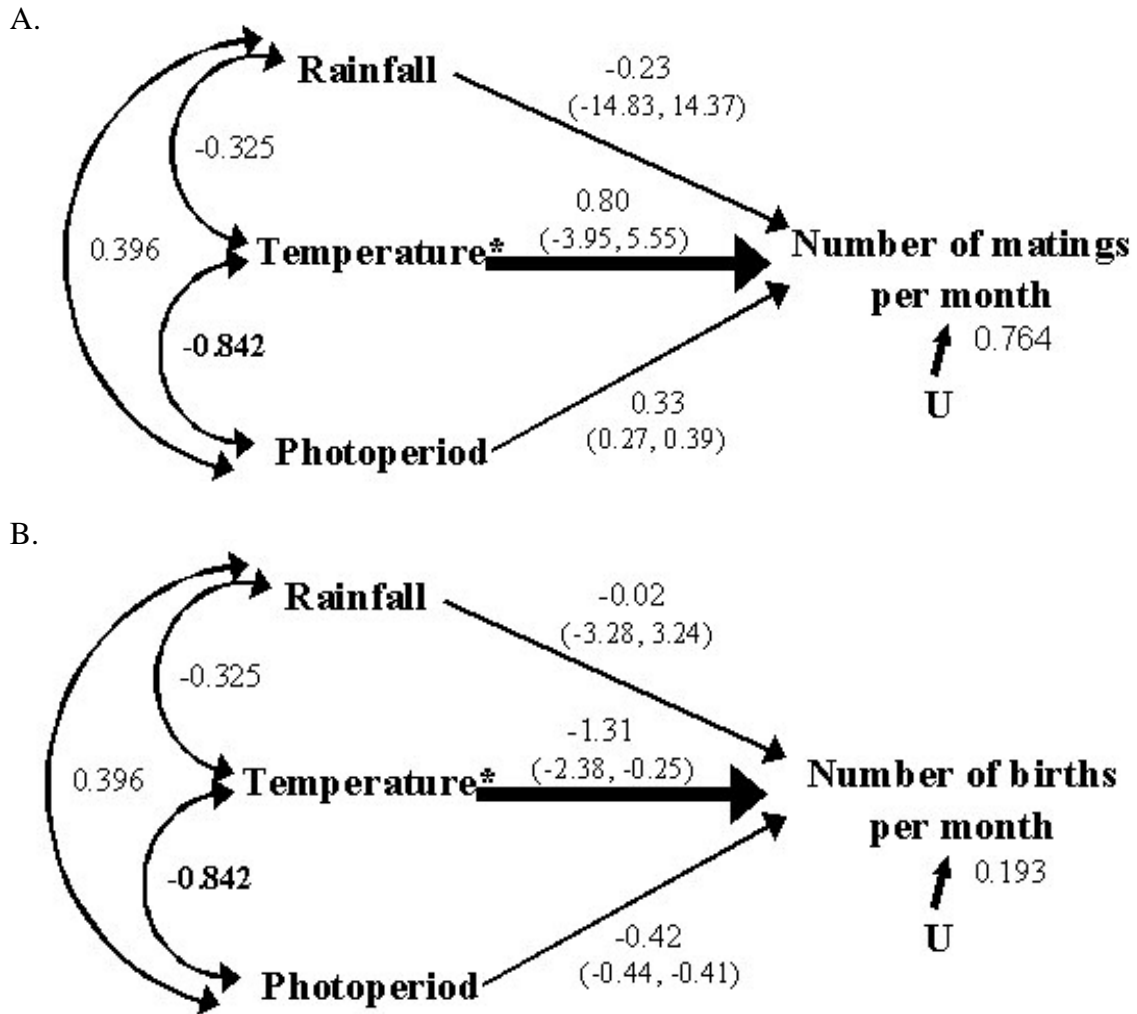 A.
Rainfall
-0.23
(-14.83, 14.37)
-0.325
0.80
(-3.95, 5.55)
0.396
Temperature*
Number of matings
per month
-0.842
0.764
U
0.33
(0.27, 0.39)
Photoperiod
B.
Rainfall
-0.02
(-3.28, 3.24)
-0.325
-1.31
(-2.38, -0.25)
0.396
Temperature*
Number of births
per month
-0.842
0.193
U
-0.42
(-0.44, -0.41)
Photoperiod